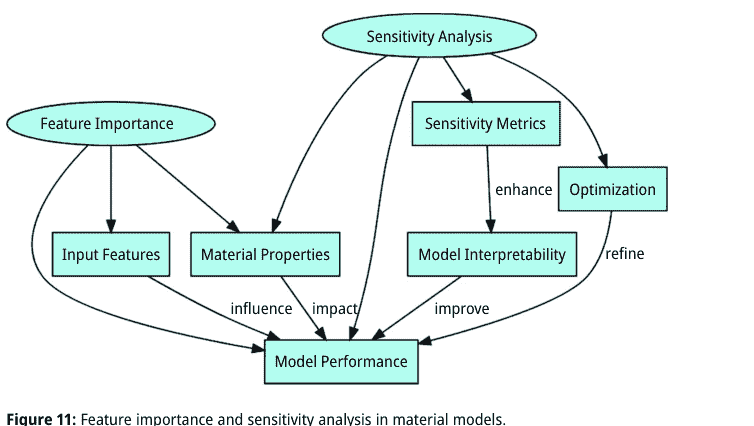 Sensitivity Analysis
Feature Importance
Sensitivity Metrics
enhance
Optimization
Input Features
Material Properties
Model Interpretability
refine
influence
impact
improve
Model Performance
Figure 11: Feature importance and sensitivity analysis in material models.